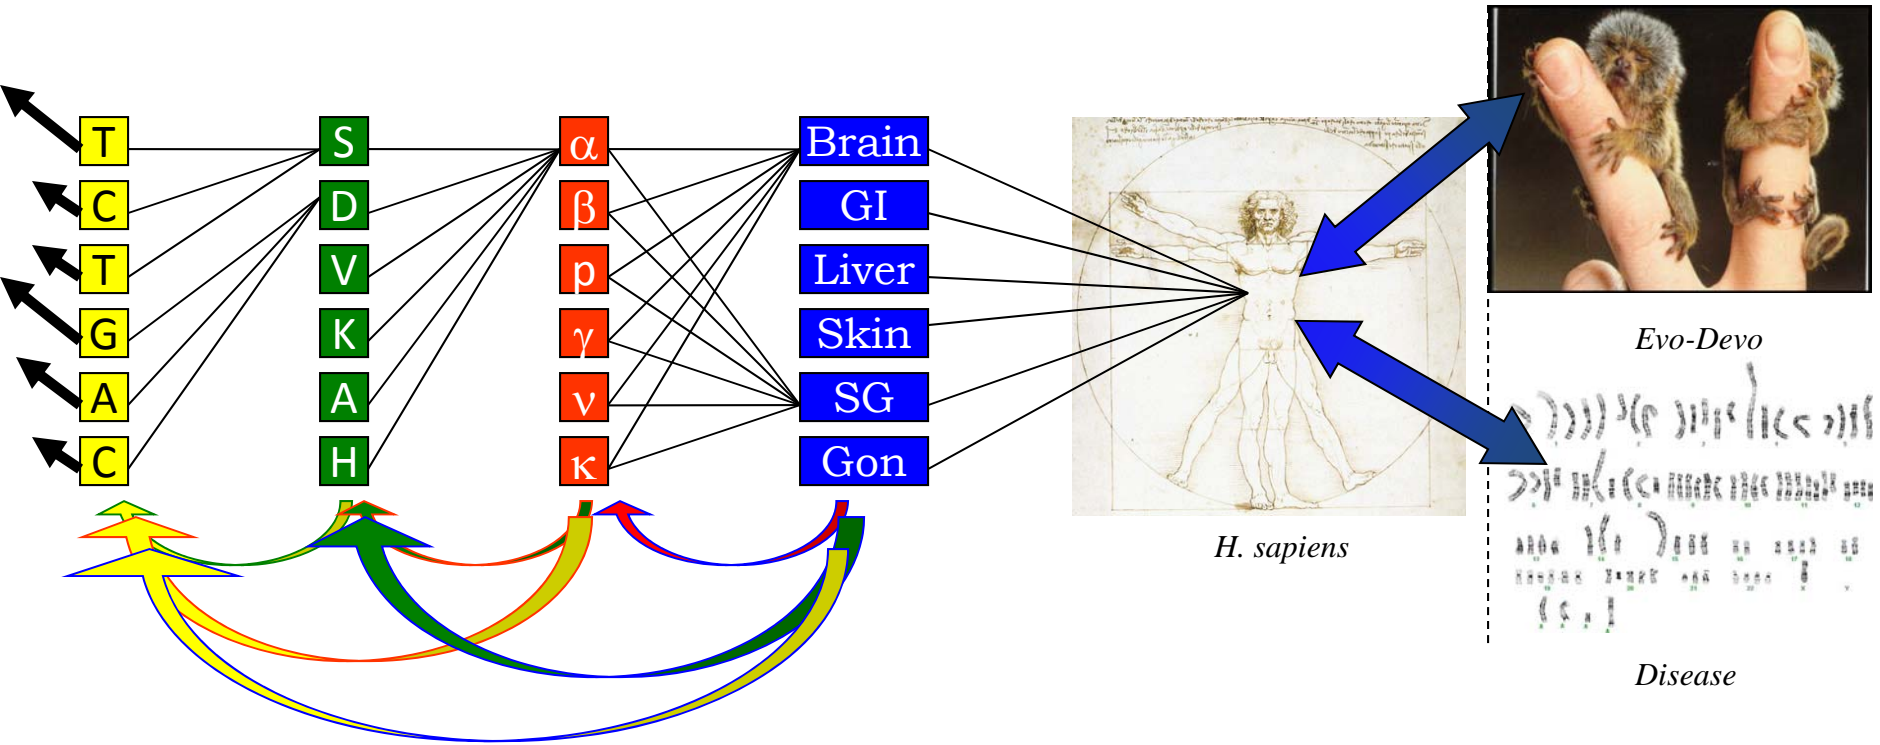 T S α Brain
C D β GI
T V p Liver
G K γ Skin
A A ν SG
C H κ Gon
Evo-Devo
H. sapiens
Disease